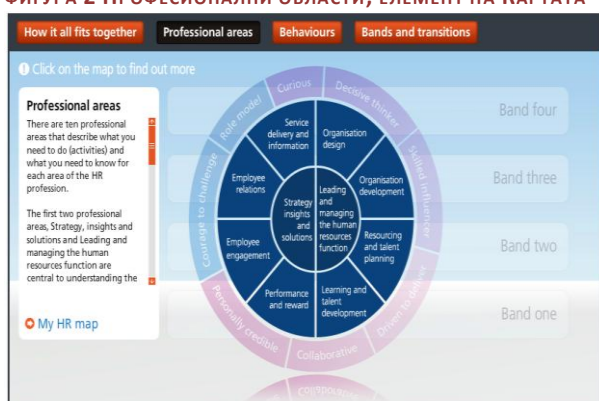 ФИГУРА 2 ПРОФЕСИОНАЛНИ ОБЛАСТИ, ЕЛЕМЕНТ НА КАРТАТА
How it all fits together
Professional areas
Behaviours
Bands and transitions
Click on the map to find out more
Professional areas
There are ten professional
areas that describe what you
need to do (activities) and
what you need to know for
each area of the HR
profession.
The first two professional
areas, Strategy, insights and
solutions and Leading and
managing the human
resources function are
central to understanding the
My HR map
Curious
Decisive thinker
Skilled influencer
Driven to deliver
Collaborative
Personally credible
Courage to challenge
Role model
Service
delivery and
information
Organisation
design
Employee
relations
Organisation
development
Strategy
insights
and
solutions
Leading
and
managing
the human
resources
function
Employee
engagement
Resourcing
and talent
planning
Performance
and reward
Learning and
talent
development
Band four
Band three
Band two
Band one